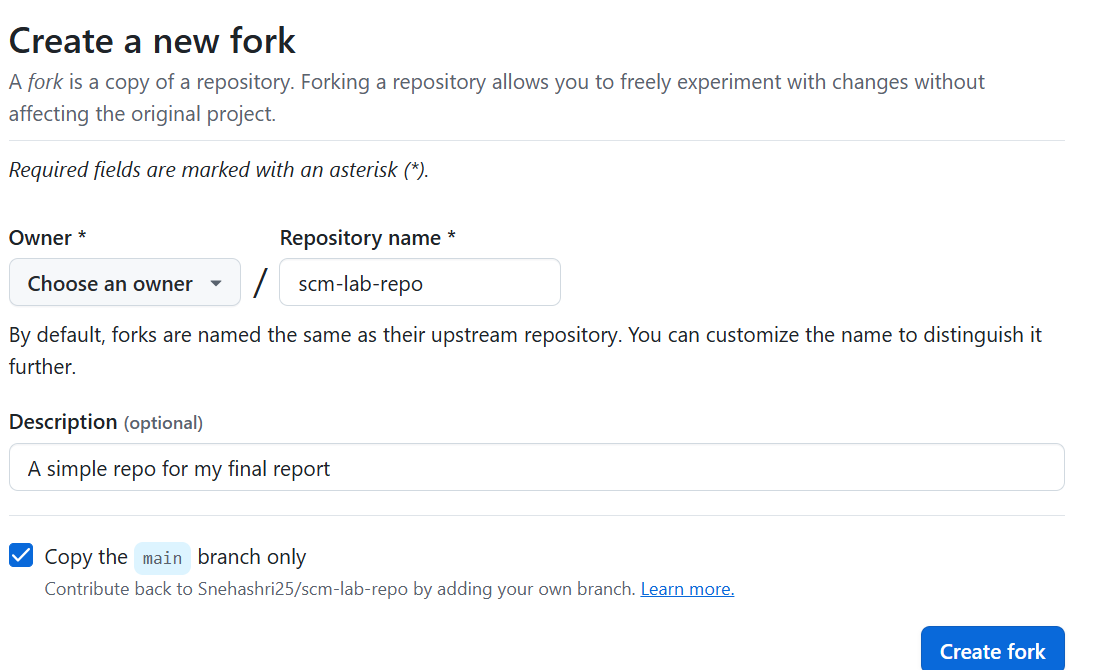 Create a new fork
A fork is a copy of a repository. Forking a repository allows you to freely experiment with changes without
affecting the original project.
Required fields are marked with an asterisk (*).
Owner * Repository name *
Choose an owner / scm-lab-repo
By default, forks are named the same as their upstream repository. You can customize the name to distinguish it
further.
Description (optional)
A simple repo for my final report
Copy the main branch only
Contribute back to Snehashri25/scm-lab-repo by adding your own branch. Learn more.
Create fork